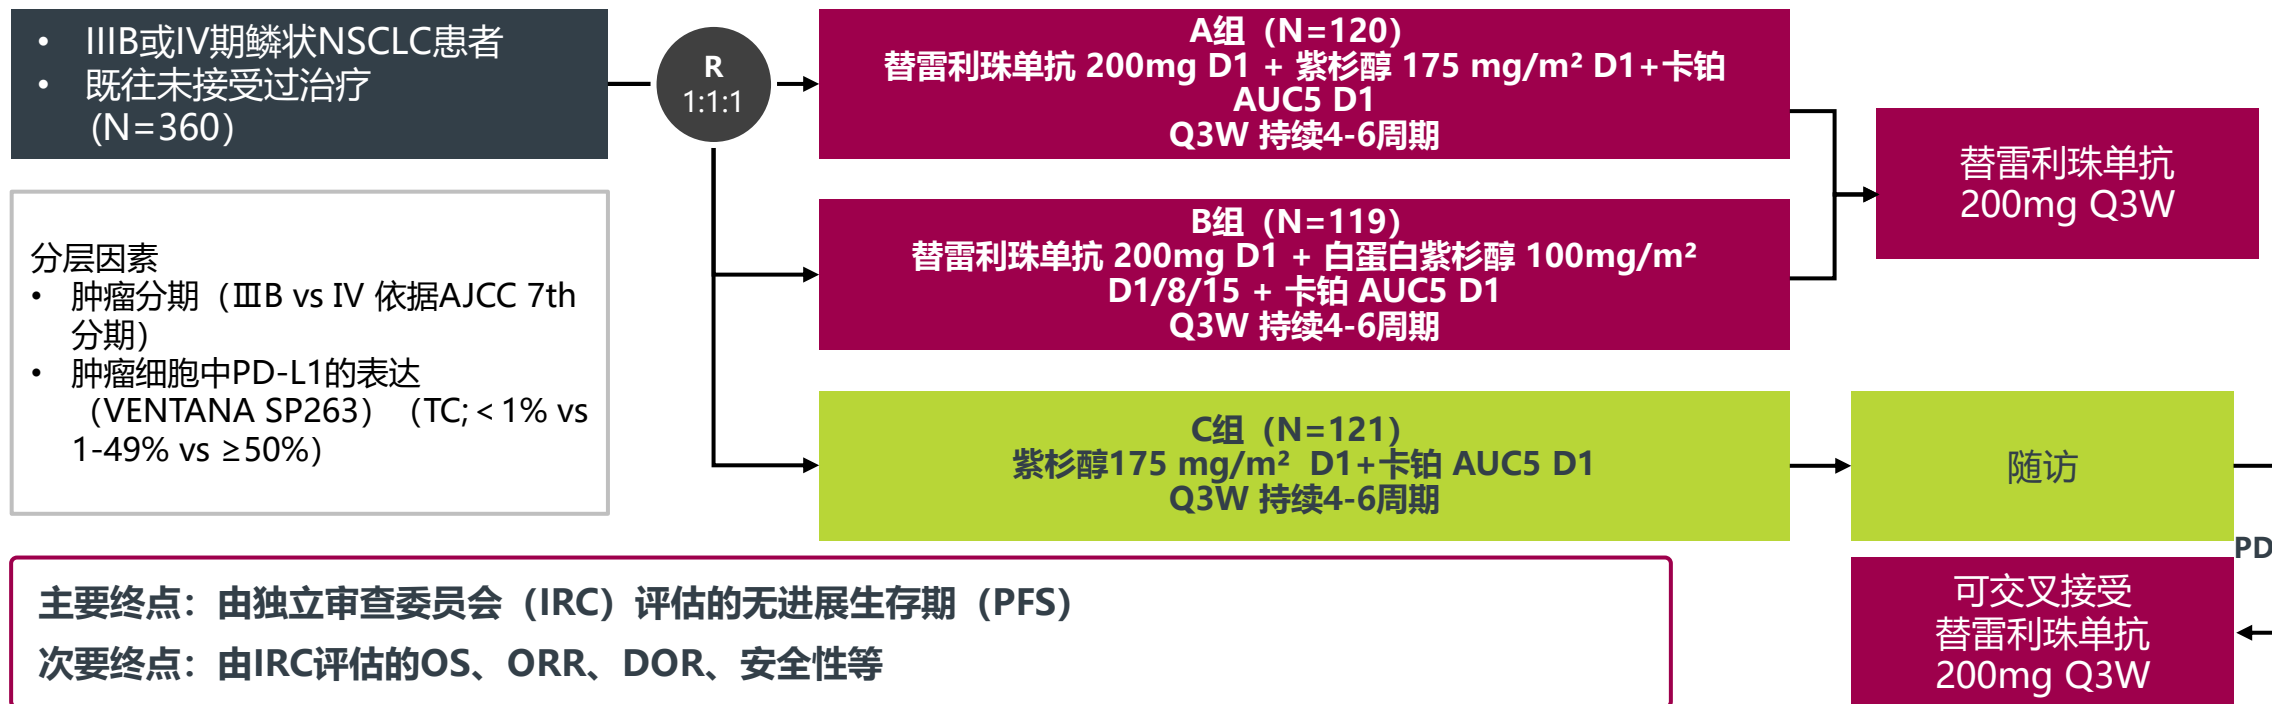 • IIIB或IV期鳞状NSCLC患者
• 既往未接受过治疗
(N=360)
R
1:1:1
A组（N=120）
替雷利珠单抗 200mg D1 + 紫杉醇 175 mg/m² D1+卡铂
AUC5 D1
Q3W 持续4-6周期
替雷利珠单抗
200mg Q3W
分层因素
• 肿瘤分期（ⅢB vs IV 依据AJCC 7th
分期）
• 肿瘤细胞中PD-L1的表达
（VENTANA SP263）（TC;＜1% vs
1-49% vs ≥50%）
B组（N=119）
替雷利珠单抗 200mg D1 + 白蛋白紫杉醇 100mg/m²
D1/8/15 + 卡铂 AUC5 D1
Q3W 持续4-6周期
C组（N=121）
紫杉醇175 mg/m² D1+卡铂 AUC5 D1
Q3W 持续4-6周期
随访
PD
可交叉接受
替雷利珠单抗
200mg Q3W
主要终点：由独立审查委员会（IRC）评估的无进展生存期（PFS）
次要终点：由IRC评估的OS、ORR、DOR、安全性等